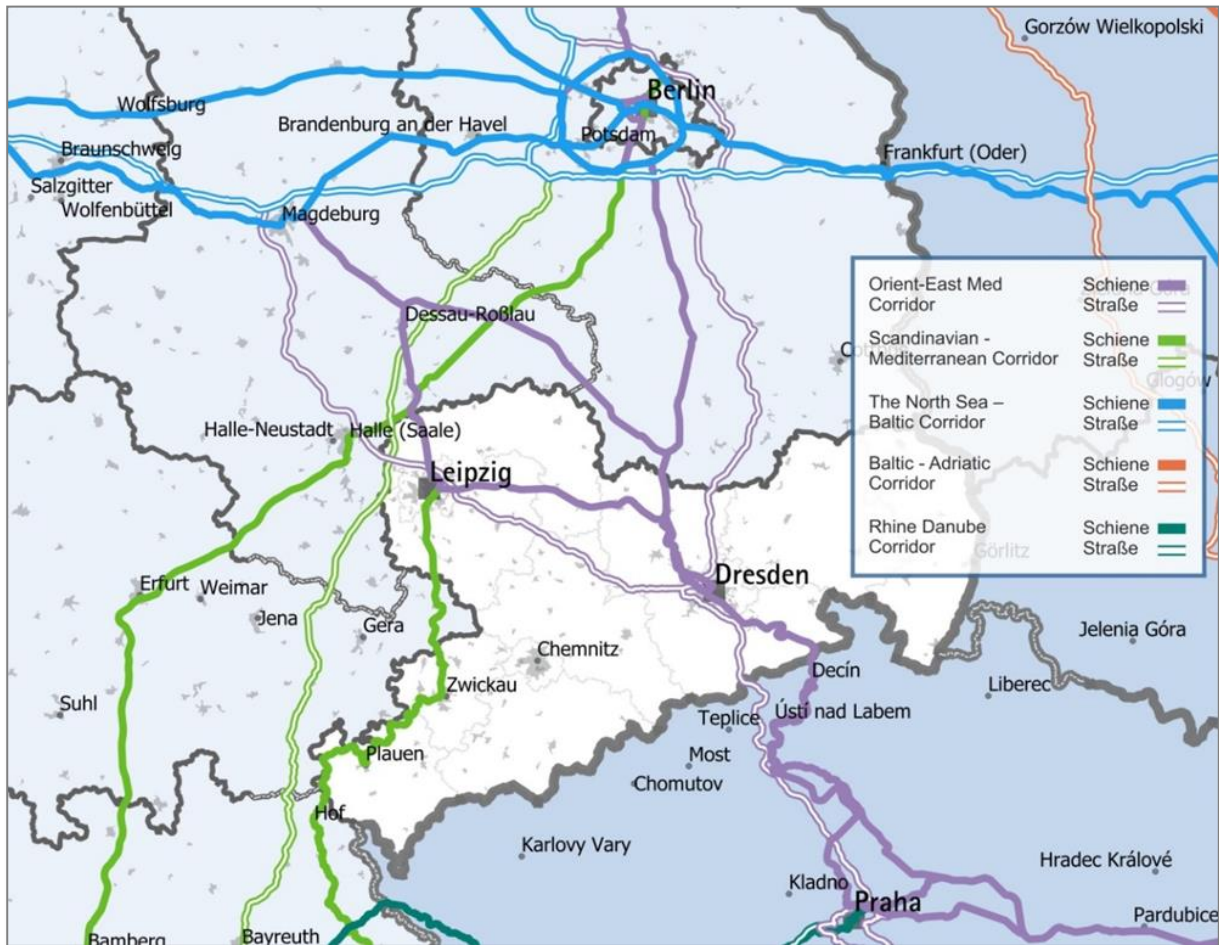 Gorzów Wielkopolski
Berlin
Wolfsburg
Brandenburg an der Havel
Potsdam
Braunschweig
Frankfurt (Oder)
Salzgitter
Wolfenbüttel
Magdeburg
Orient-East Med
Corridor
Schiene
Straße
Scandinavian -
Mediterranean Corridor
Schiene
Straße
The North Sea –
Baltic Corridor
Schiene
Straße
Baltic - Adriatic
Corridor
Schiene
Straße
Rhine Danube
Corridor
Schiene
Straße
Dessau-Roßlau
Głogów
Halle-Neustadt
Halle (Saale)
Leipzig
Görlitz
Dresden
Erfurt
Weimar
Jena
Gera
Chemnitz
Jelenia Góra
Zwickau
Decín
Liberec
Suhl
Teplice
Ústí nad Labem
Plauen
Most
Chomutov
Hof
Karlovy Vary
Hradec Králové
Kladno
Praha
Pardubice
Bamberg
Bayreuth